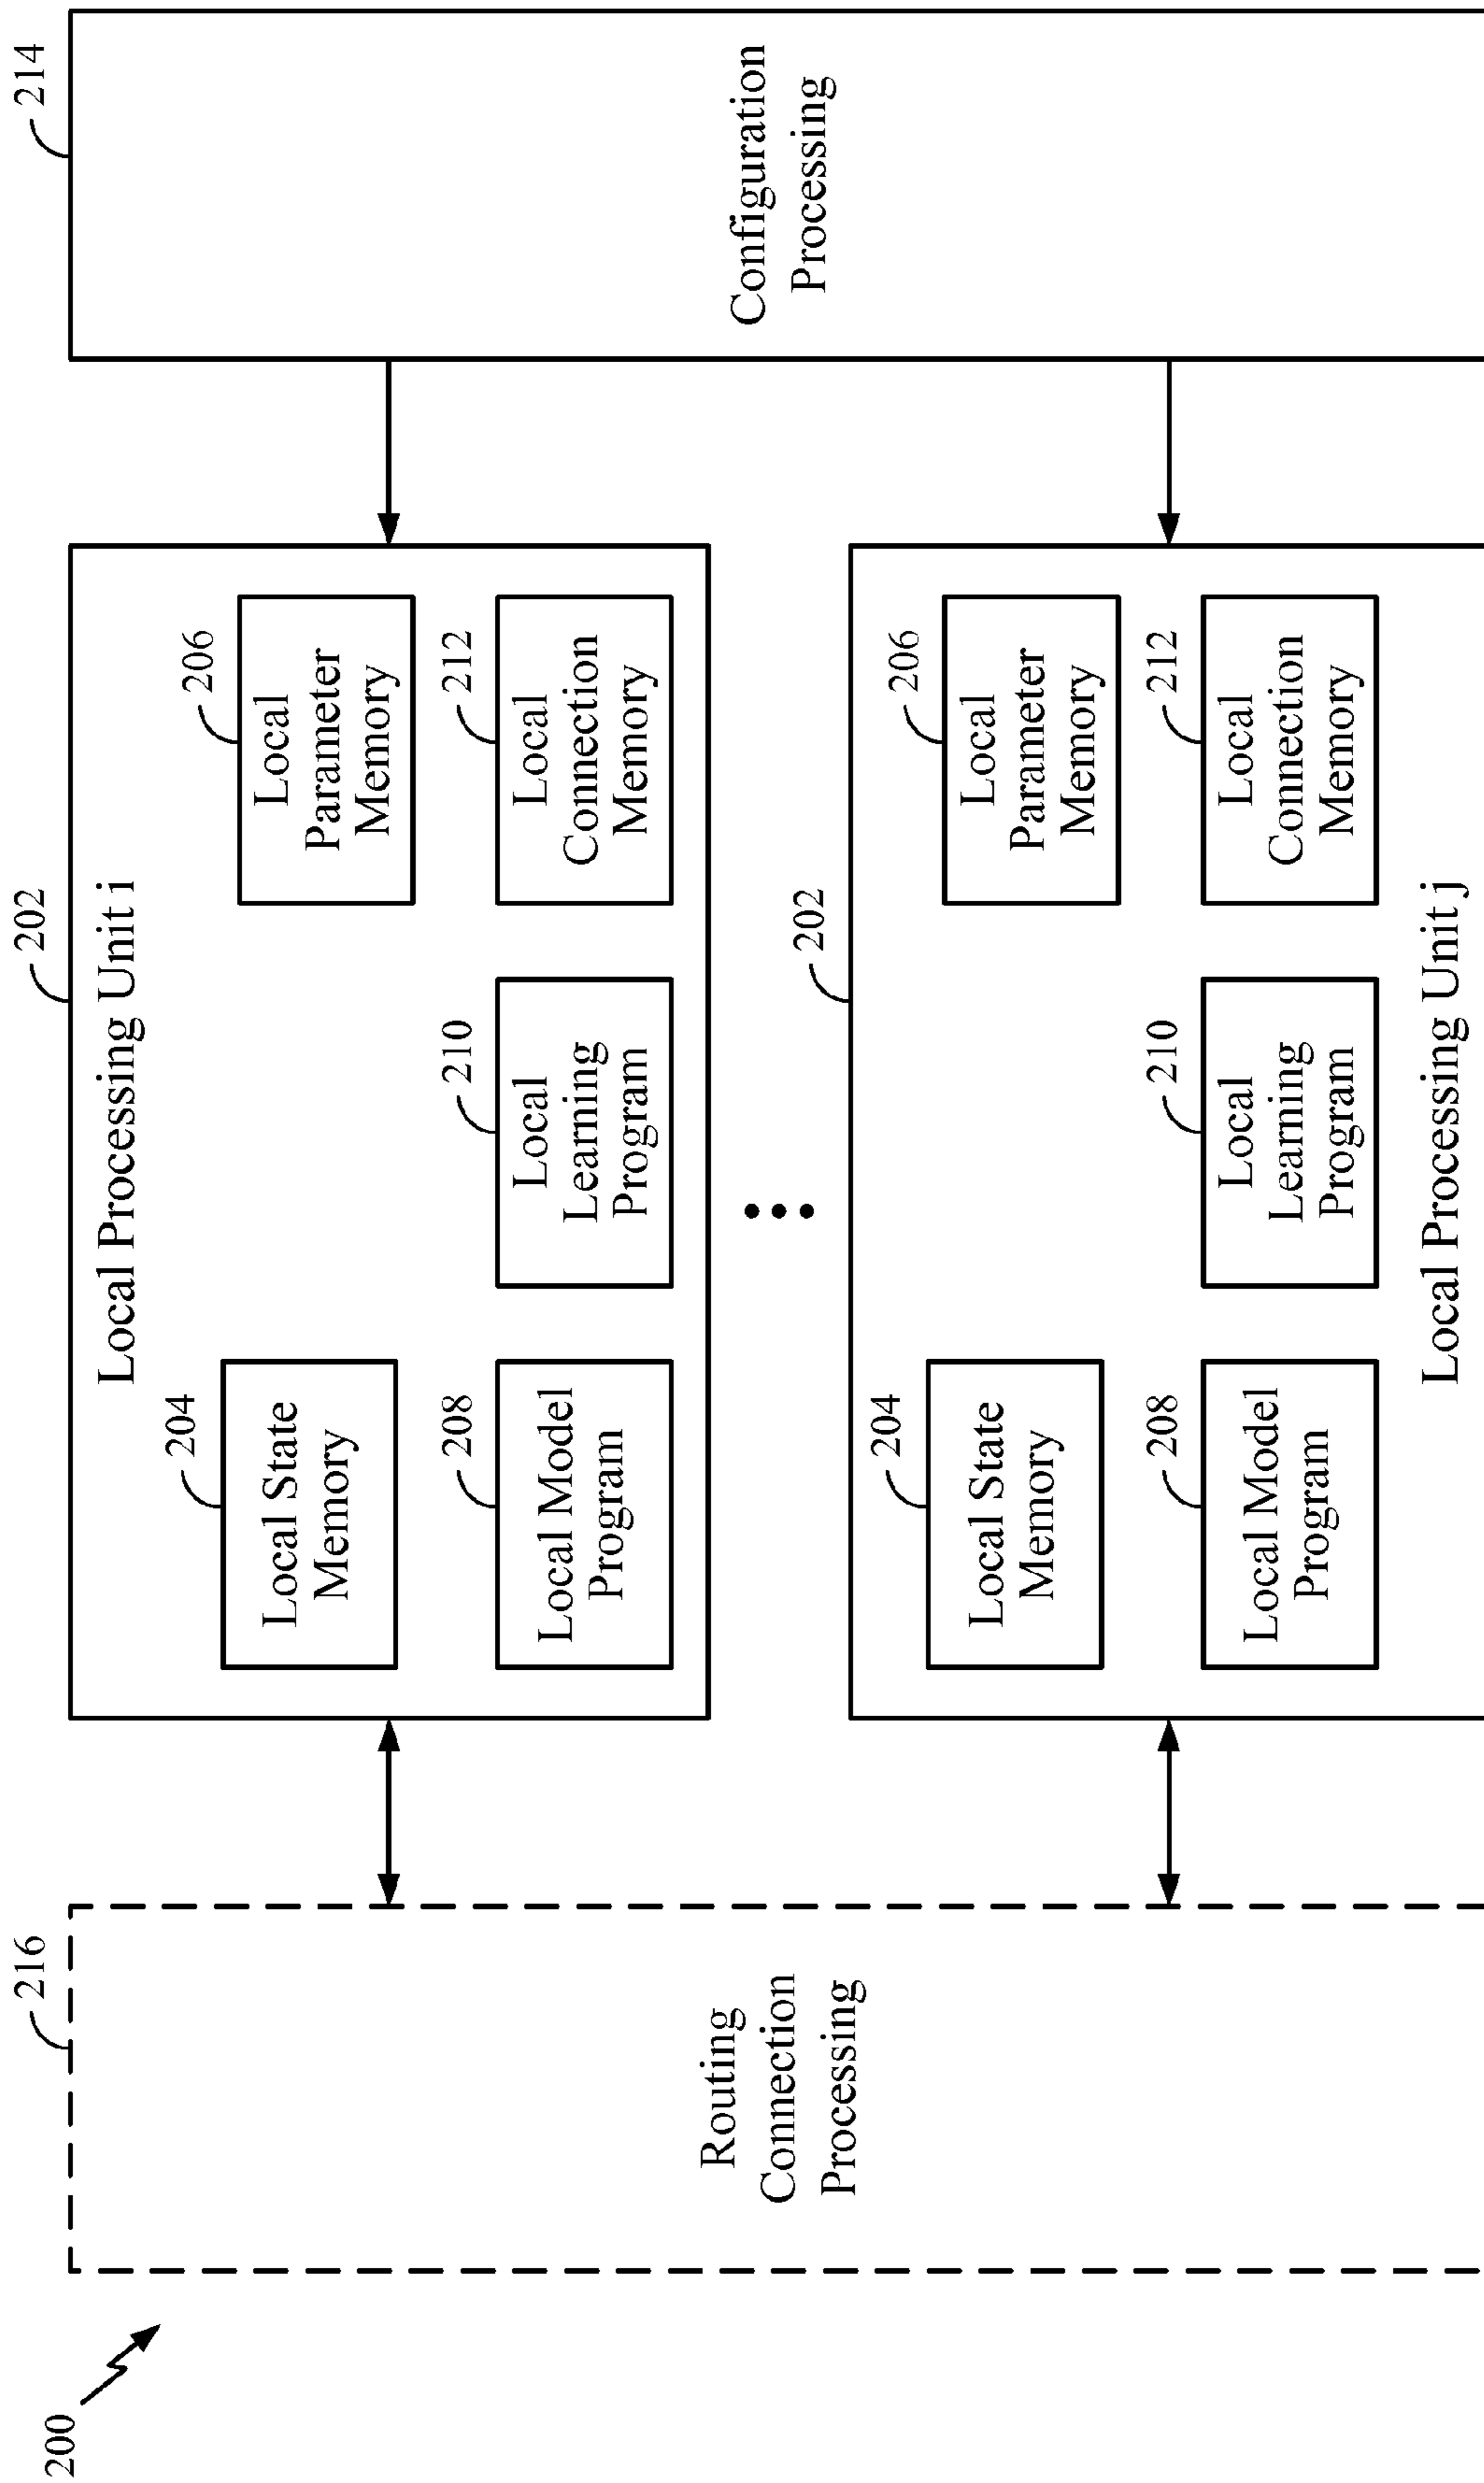 200
216
Routing
Connection
Processing
202
Local Processing Unit i
204
Local State
Memory
206
Local
Parameter
Memory
208
Local Model
Program
210
Local
Learning
Program
212
Local
Connection
Memory
202
204
Local State
Memory
206
Local
Parameter
Memory
208
Local Model
Program
210
Local
Learning
Program
212
Local
Connection
Memory
Local Processing Unit j
214
Configuration
Processing